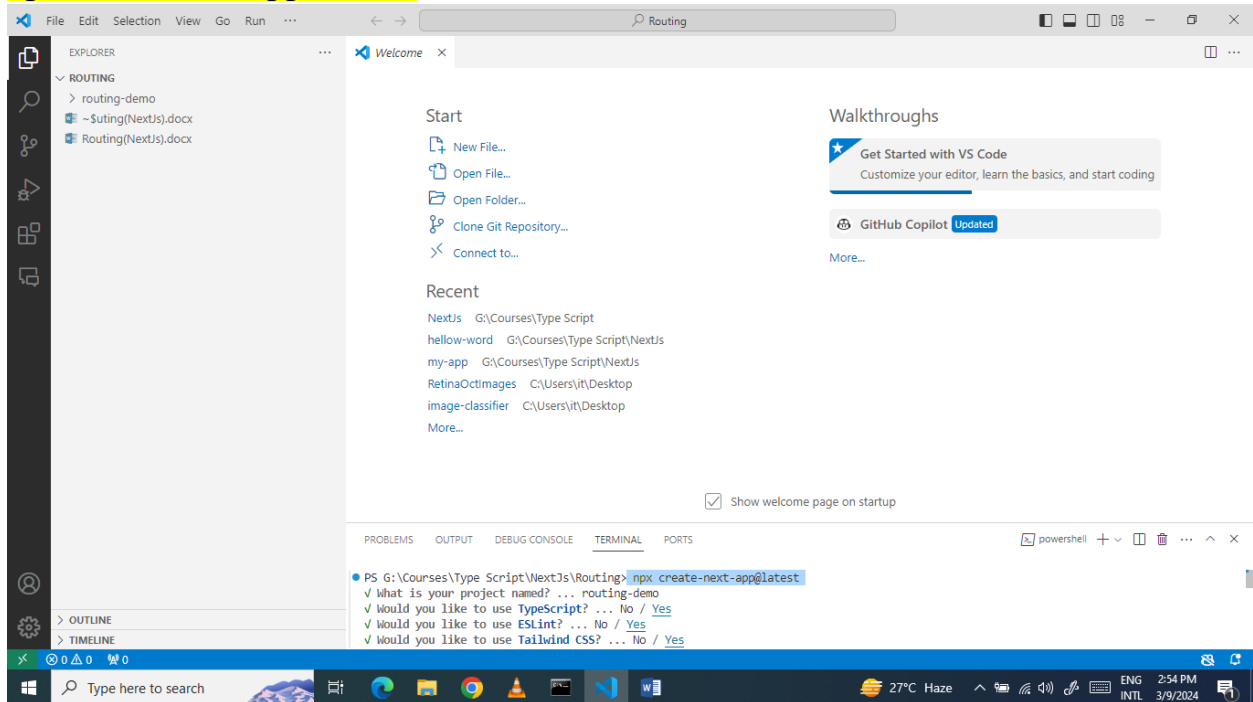 File Edit Selection View Go Run ...
Routing
EXPLORER ...
Welcome
ROUTING
routing-demo
~$uting(NextJs).docx
Routing(NextJs).docx
Start
New File...
Open File...
Open Folder...
Clone Git Repository...
Connect to...
Recent
NextJs G:\Courses\Type Script
hellow-word G:\Courses\Type Script\NextJs
my-app G:\Courses\Type Script\NextJs
RetinaOctImages C:\Users\it\Desktop
image-classifier C:\Users\it\Desktop
More...
Walkthroughs
Get Started with VS Code
Customize your editor, learn the basics, and start coding
GitHub Copilot Updated
More...
Show welcome page on startup
PROBLEMS OUTPUT DEBUG CONSOLE TERMINAL PORTS
powershell
PS G:\Courses\Type Script\NextJs\Routing> npx create-next-app@latest
√ What is your project named? ... routing-demo
√ Would you like to use TypeScript? ... No / Yes
√ Would you like to use ESLint? ... No / Yes
√ Would you like to use Tailwind CSS? ... No / Yes
OUTLINE
TIMELINE
0 0 0
Type here to search
27°C Haze
ENG
INTL
2:54 PM
3/9/2024
1